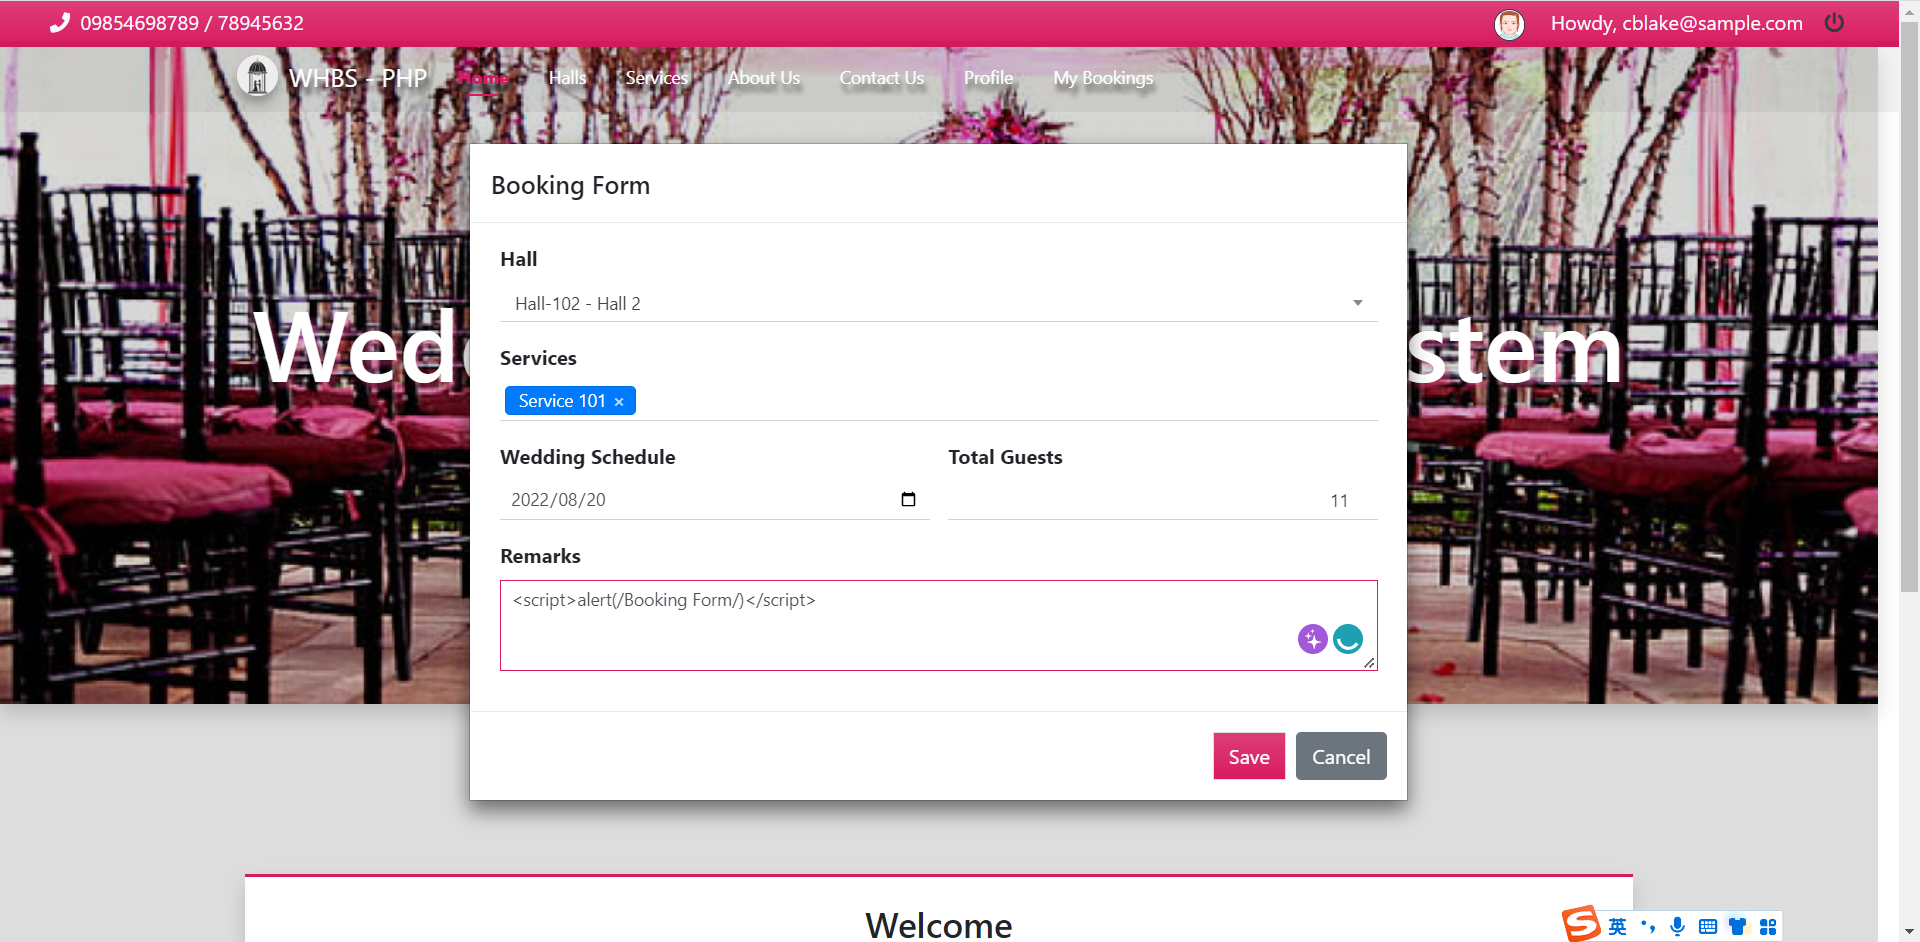 09854698789 / 78945632
Howdy, cblake@sample.com
WHBS - PHP
Home
Halls
Services
About Us
Contact Us
Profile
My Bookings
Booking Form
Hall
Hall-102 - Hall 2
Wed
stem
Services
Service 101 ×
Wedding Schedule
Total Guests
2022/08/20
11
Remarks
<script>alert(/Booking Form/)</script>
Save
Cancel
Welcome
S 英